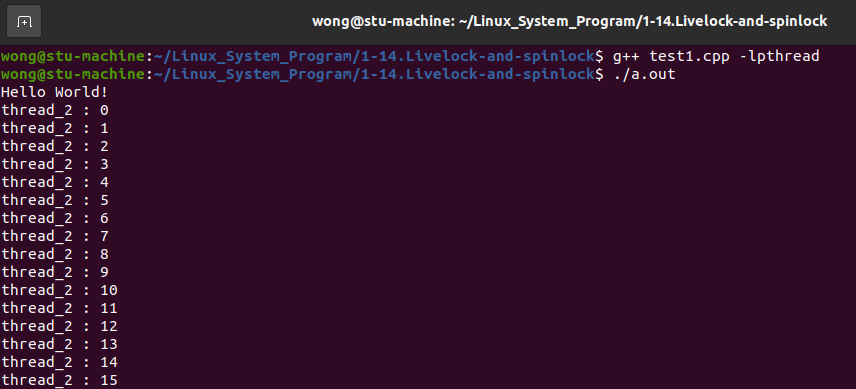 wong@stu-machine: ~/Linux_System_Program/1-14.Livelock-and-spinlock
wong@stu-machine:~/Linux_System_Program/1-14.Livelock-and-spinlock$ g++ test1.cpp -lpthread
wong@stu-machine:~/Linux_System_Program/1-14.Livelock-and-spinlock$ ./a.out
Hello World!
thread_2 : 0
thread_2 : 1
thread_2 : 2
thread_2 : 3
thread_2 : 4
thread_2 : 5
thread_2 : 6
thread_2 : 7
thread_2 : 8
thread_2 : 9
thread_2 : 10
thread_2 : 11
thread_2 : 12
thread_2 : 13
thread_2 : 14
thread_2 : 15